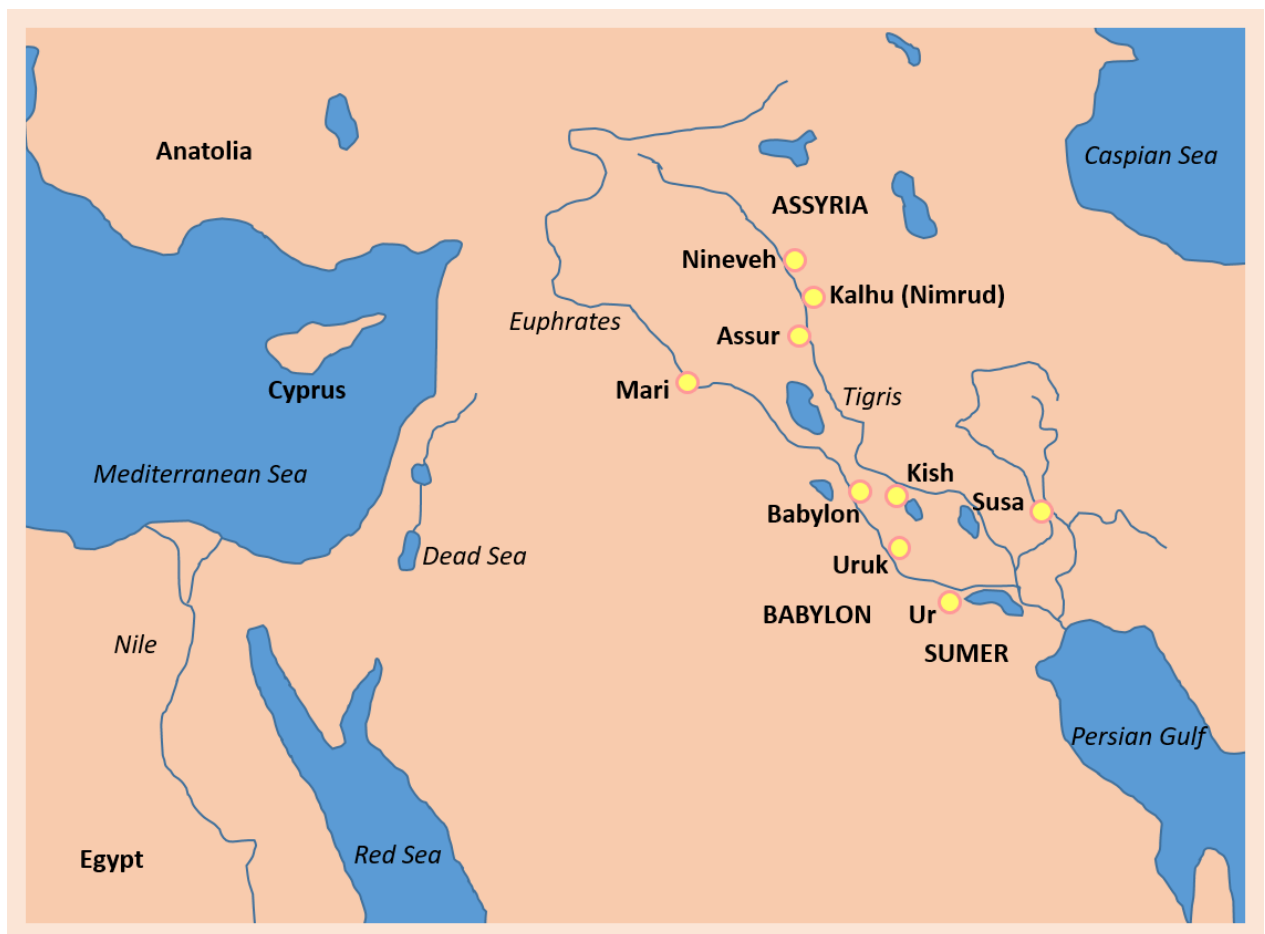 Anatolia
Caspian Sea
ASSYRIA
Nineveh
Kalhu (Nimrud)
Euphrates
Assur
Cyprus
Mari
Tigris
Mediterranean Sea
Kish
Susa
Babylon
Dead Sea
Uruk
BABYLON
Ur
Nile
SUMER
Persian Gulf
Egypt
Red Sea